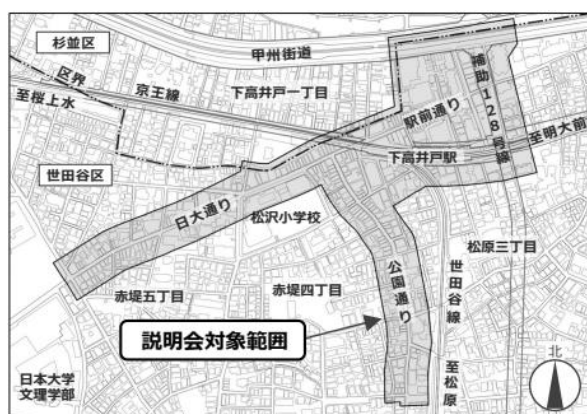 杉並区
甲州街道
区界
京王線
下高井戸一丁目
至桜上水
駅前通り
補助128号線
至明大前
下高井戸駅
世田谷区
日大通り
松沢小学校
松原三丁目
公園通り
世田谷線
赤堤五丁目
赤堤四丁目
説明会対象範囲
至松原
北
日本大学
文理学部